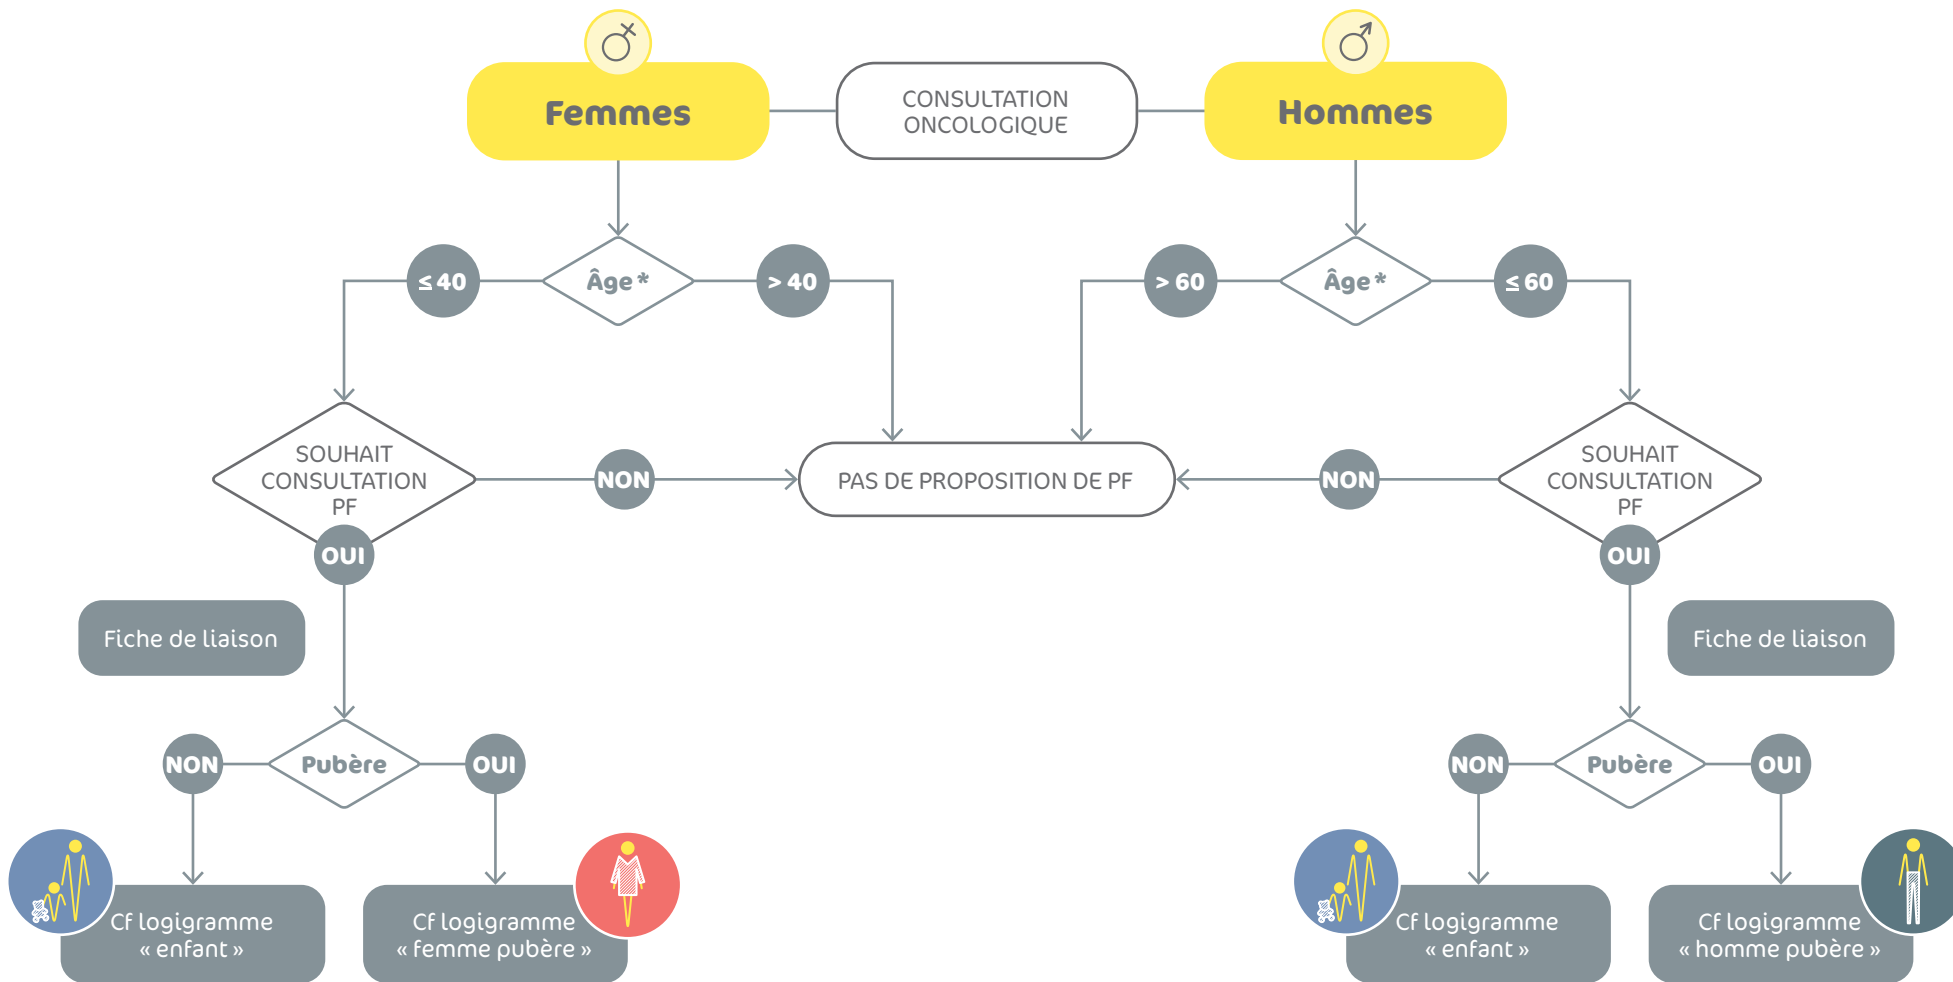 Femmes
CONSULTATION
ONCOLOGIQUE
Hommes
≤ 40
Âge *
> 40
> 60
Âge *
≤ 60
SOUHAIT
CONSULTATION
PF
NON
PAS DE PROPOSITION DE PF
NON
SOUHAIT
CONSULTATION
PF
OUI
OUI
Fiche de liaison
Fiche de liaison
NON
Pubère
OUI
NON
Pubère
OUI
Cf logigramme
« enfant »
Cf logigramme
« femme pubère »
Cf logigramme
« enfant »
Cf logigramme
« homme pubère »